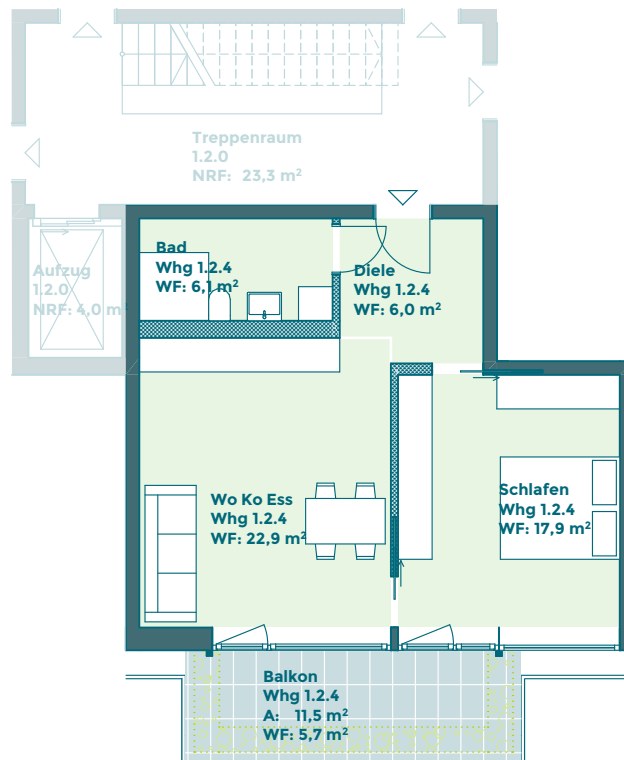 Treppenraum
1.2.0
NRF: 23,3 m²
Bad
Whg 1.2.4
WF: 6,1 m²
Diele
Whg 1.2.4
WF: 6,0 m²
Aufzug
1.2.0
NRF: 4,0 m²
Wo Ko Ess
Whg 1.2.4
WF: 22,9 m²
Schlafen
Whg 1.2.4
WF: 17,9 m²
Balkon
Whg 1.2.4
A: 11,5 m²
WF: 5,7 m²